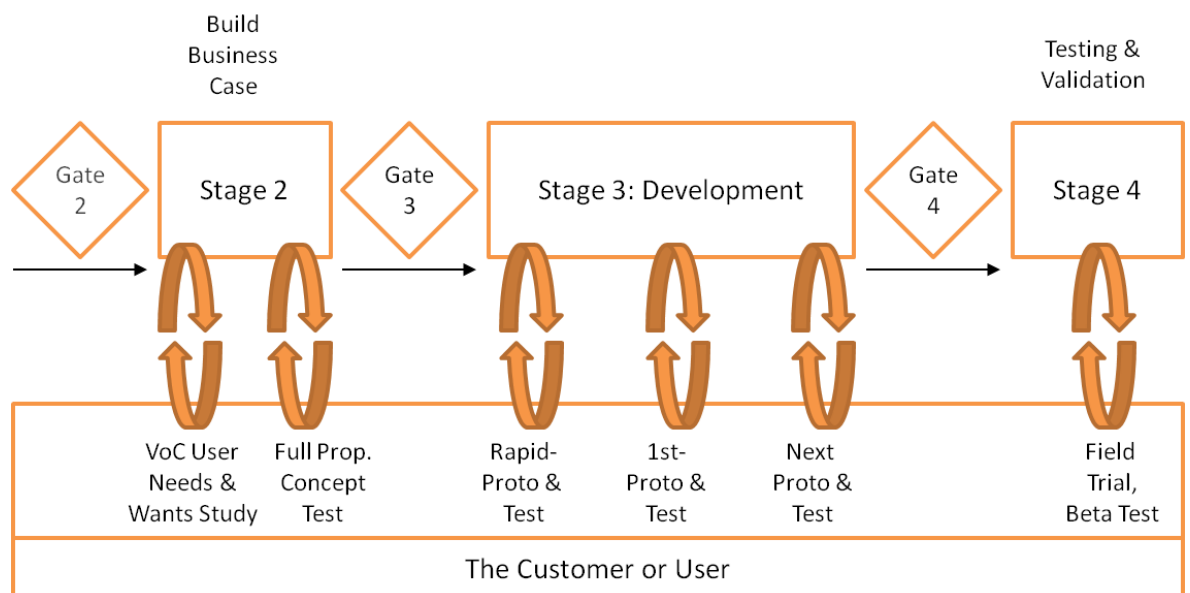 Build
Business
Case
Testing &
Validation
Gate
2
Stage 2
Gate
3
Stage 3: Development
Gate
4
Stage 4
VoC User
Needs &
Wants Study
Full Prop.
Concept
Test
Rapid-
Proto &
Test
1st-
Proto &
Test
Next
Proto &
Test
Field
Trial,
Beta Test
The Customer or User